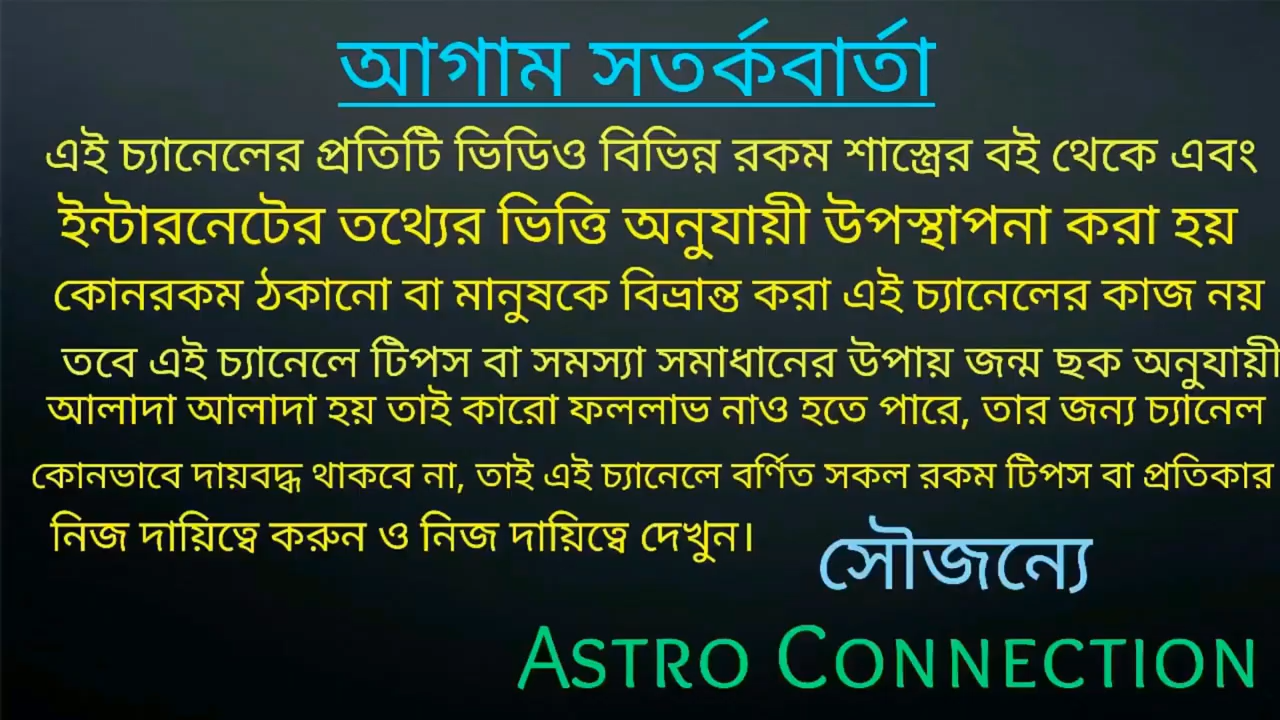 আগাম সতর্কবার্তা
এই চ্যানেলের প্রতিটি ভিডিও বিভিন্ন রকম শাস্ত্রের বই থেকে এবং
ইন্টারনেটের তথ্যের ভিত্তি অনুযায়ী উপস্থাপনা করা হয়
কোনরকম ঠকানো বা মানুষকে বিভ্রান্ত করা এই চ্যানেলের কাজ নয়
তবে এই চ্যানেলে টিপস বা সমস্যা সমাধানের উপায় জন্ম ছক অনুযায়ী
আলাদা আলাদা হয় তাই কারো ফললাভ নাও হতে পারে, তার জন্য চ্যানেল
কোনভাবে দায়বদ্ধ থাকবে না, তাই এই চ্যানেলে বর্ণিত সকল রকম টিপস বা প্রতিকার
নিজ দায়িত্বে করুন ও নিজ দায়িত্বে দেখুন।
সৌজন্যে
ASTRO CONNECTION